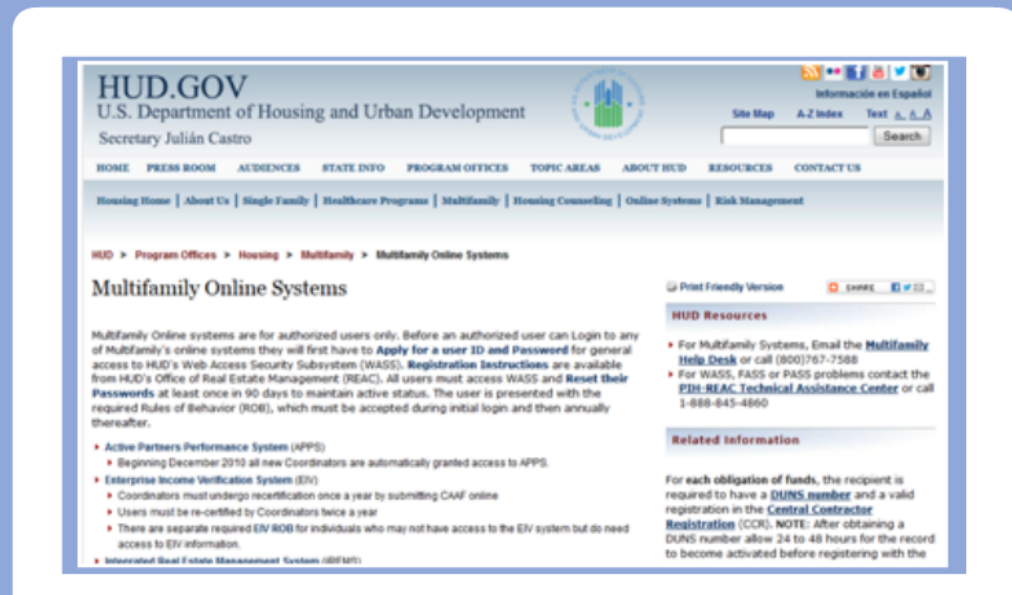 HUD.GOV
U.S. Department of Housing and Urban Development
Secretary Julián Castro
Información en Español
Site Map A-Z Index Text A A A
Search
HOME PRESS ROOM AUDIENCES STATE INFO PROGRAM OFFICES TOPIC AREAS ABOUT HUD RESOURCES CONTACT US
Housing Home | About Us | Single Family | Healthcare Programs | Multifamily | Housing Counseling | Online Systems | Risk Management
HUD > Program Offices > Housing > Multifamily > Multifamily Online Systems
Multifamily Online Systems
Multifamily Online systems are for authorized users only. Before an authorized user can Login to any
of Multifamily's online systems they will first have to Apply for a user ID and Password for general
access to HUD's Web Access Security Subsystem (WASS). Registration Instructions are available
from HUD's Office of Real Estate Management (REAC). All users must access WASS and Reset their
Passwords at least once in 90 days to maintain active status. The user is presented with the
required Rules of Behavior (ROB), which must be accepted during initial login and then annually
thereafter.
Active Partners Performance System (APPS)
Beginning December 2010 all new Coordinators are automatically granted access to APPS.
Enterprise Income Verification System (EIV)
Coordinators must undergo recertification once a year by submitting CAAF online
Users must be re-certified by Coordinators twice a year
There are separate required EIV ROB for individuals who may not have access to the EIV system but do need
access to EIV information.
Integrated Real Estate Management System (iREMS)
Print Friendly Version
SHARE
HUD Resources
For Multifamily Systems, Email the Multifamily
Help Desk or call (800)767-7588
For WASS, FASS or PASS problems contact the
PIH-REAC Technical Assistance Center or call
1-888-845-4860
Related Information
For each obligation of funds, the recipient is
required to have a DUNS number and a valid
registration in the Central Contractor
Registration (CCR). NOTE: After obtaining a
DUNS number allow 24 to 48 hours for the record
to become activated before registering with the